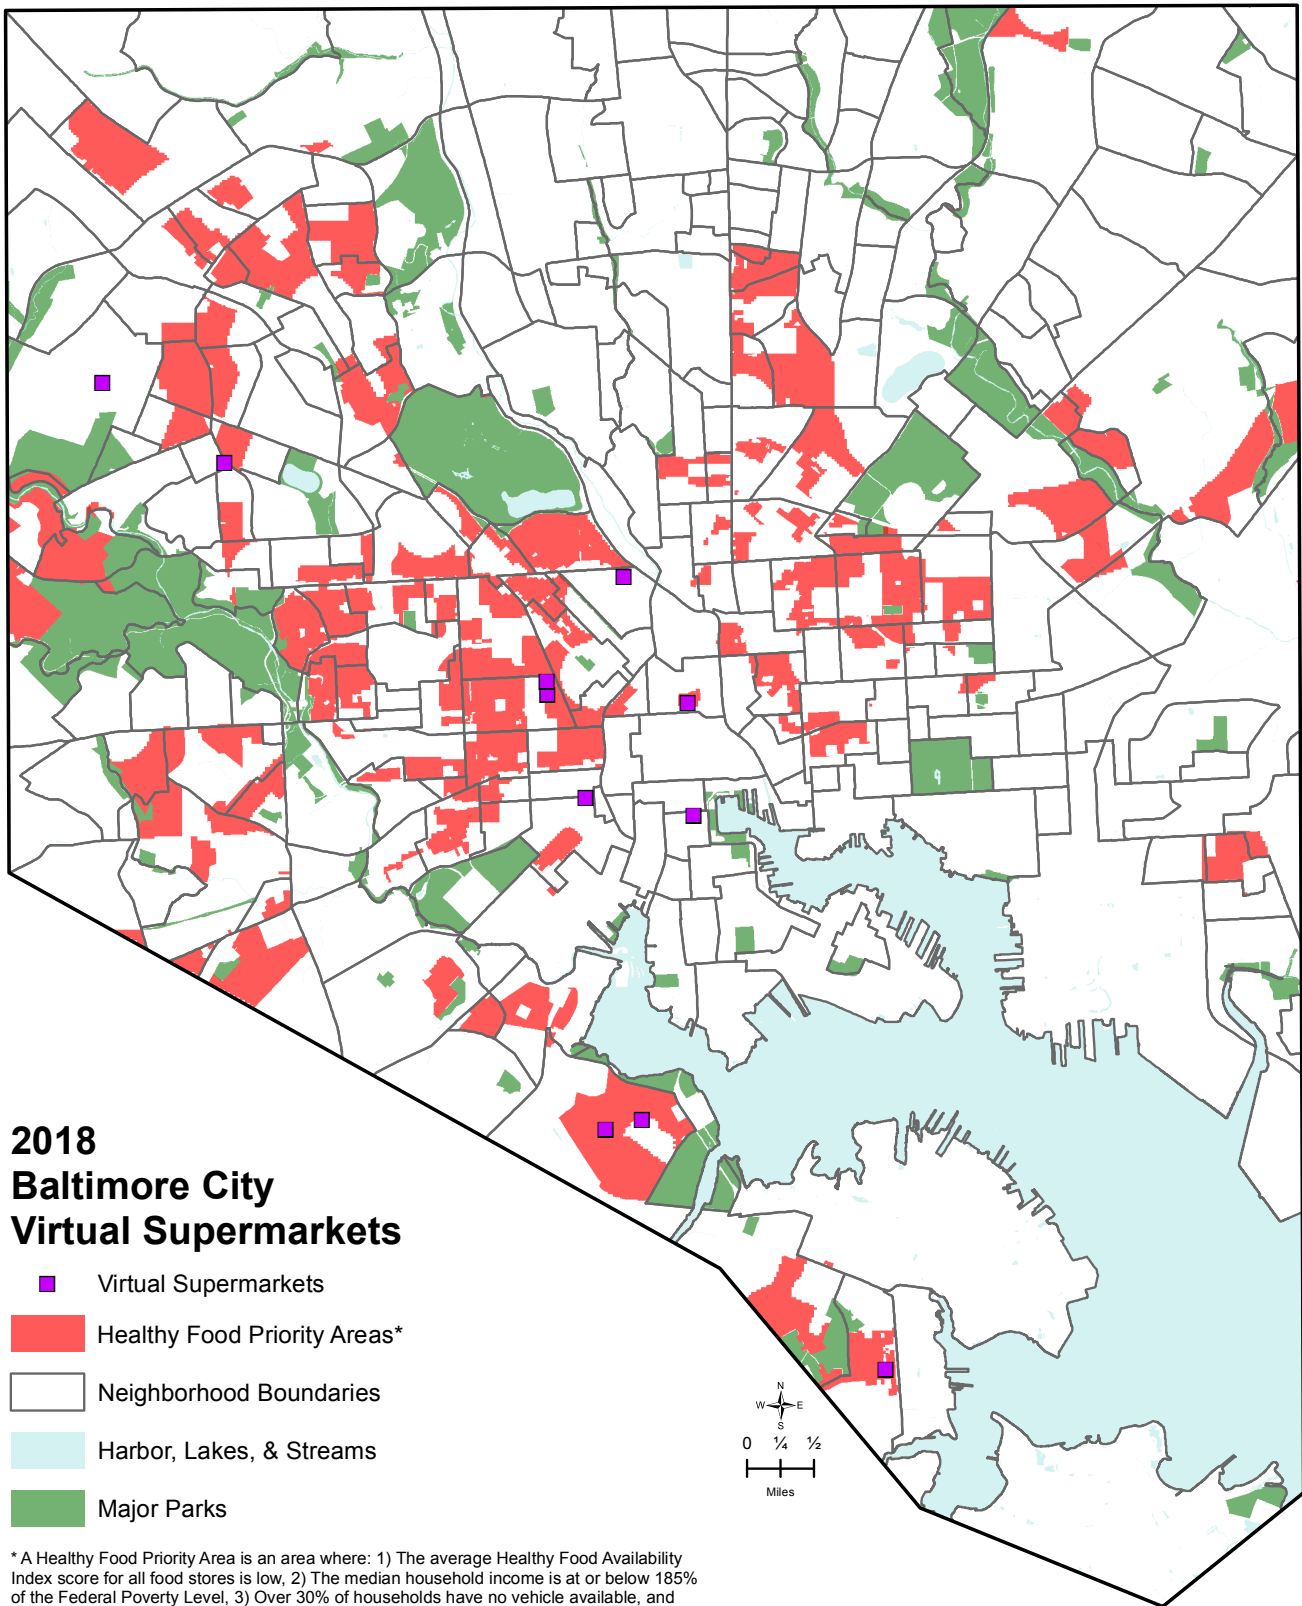 2018
Baltimore City
Virtual Supermarkets
Virtual Supermarkets
Healthy Food Priority Areas*
Neighborhood Boundaries
Harbor, Lakes, & Streams
Major Parks
N
W E
S
0 ¼ ½
Miles
* A Healthy Food Priority Area is an area where: 1) The average Healthy Food Availability
Index score for all food stores is low, 2) The median household income is at or below 185%
of the Federal Poverty Level, 3) Over 30% of households have no vehicle available, and